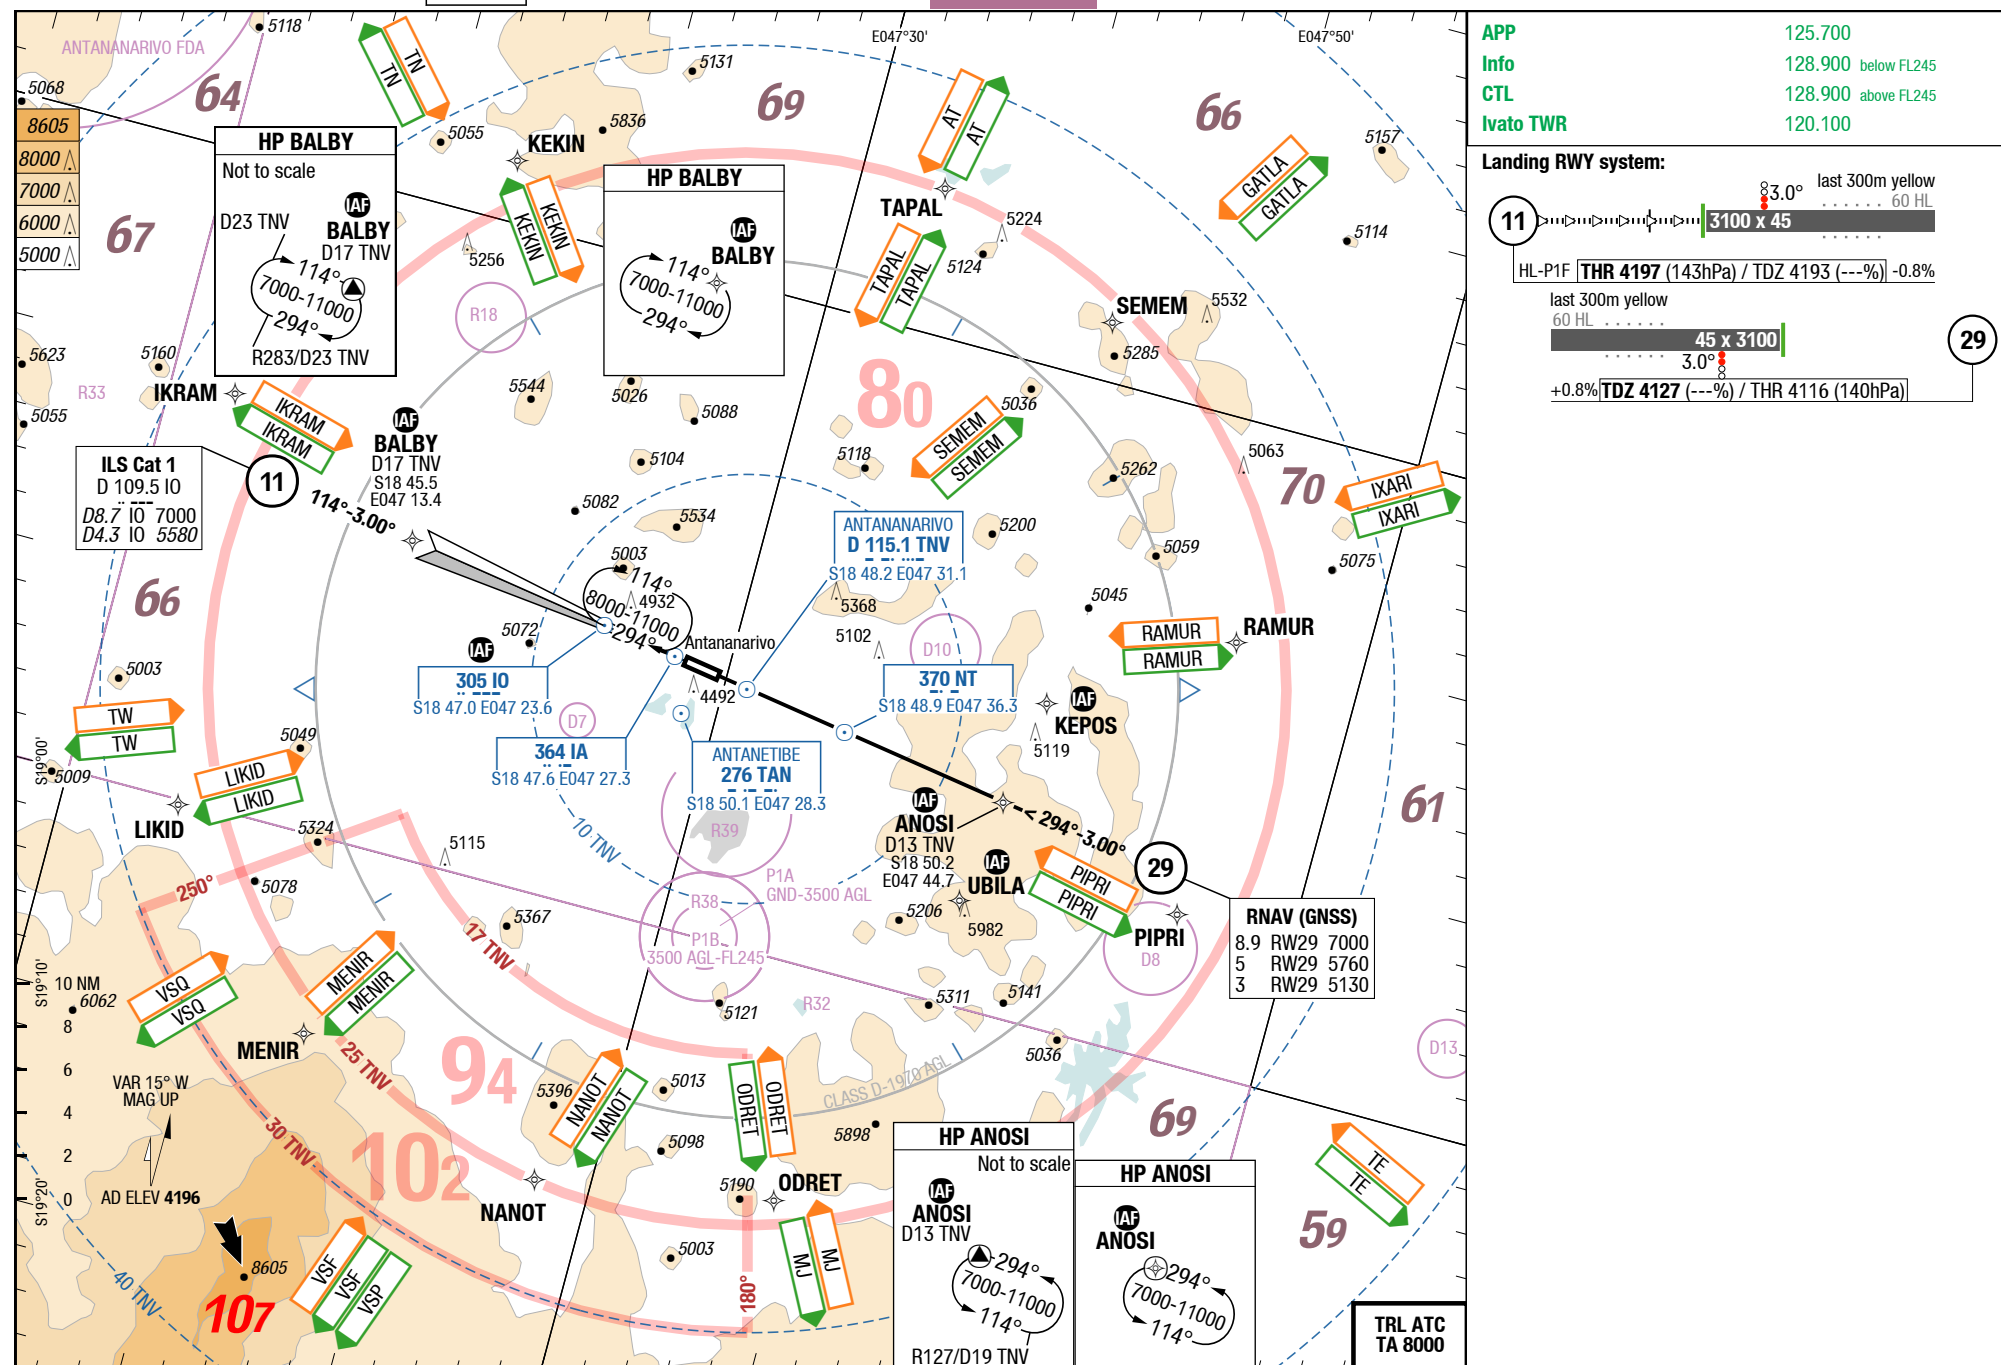 E047°30'
E047°50'
5118
ANTANANARIVO FDA
64
5068
8605
8000
7000
6000
5000
67
TN
TN
5055
KEKIN
5836
5131
69
AT
AT
66
5157
GATLA
GATLA
5114
HP BALBY
Not to scale
IAF
BALBY
D17 TNV
D23 TNV
114°
7000-11000
294°
R283/D23 TNV
HP BALBY
IAF
BALBY
114°
7000-11000
294°
KEKIN
KEKIN
5256
R18
TAPAL
5224
5124
TAPAL
TAPAL
SEMEM
5532
5285
5623
5160
R33
5055
IKRAM
IKRAM
IKRAM
5544
5026
5088
80
5036
SEMEM
SEMEM
5118
5104
5262
5063
70
IXARI
IXARI
5075
IAF
BALBY
D17 TNV
S18 45.5
E047 13.4
ILS Cat 1
D 109.5 IO
D8.7 IO 7000
D4.3 IO 5580
11
114°-3.00°
5082
5534
5200
5059
5045
ANTANANARIVO
D 115.1 TNV
S18 48.2 E047 31.1
5003
114°
8000-11000
294°
4932
5368
5102
D10
66
5072
IAF
305 IO
S18 47.0 E047 23.6
Antananarivo
4492
370 NT
S18 48.9 E047 36.3
RAMUR
RAMUR
RAMUR
5003
TW
TW
5049
S19°00'
5009
D7
364 IA
S18 47.6 E047 27.3
ANTANETIBE
276 TAN
S18 50.1 E047 28.3
IAF
KEPOS
5119
LIKID
LIKID
LIKID
5324
5115
10 TNV
R39
61
IAF
ANOSI
D13 TNV
S18 50.2
E047 44.7
< 294°-3.00°
29
250°
5078
P1A
GND-3500 AGL
R38
P1B
3500 AGL-FL245
IAF
UBILA
5206
5982
PIPRI
PIPRI
PIPRI
D8
RNAV (GNSS)
8.9 RW29 7000
5 RW29 5760
3 RW29 5130
5367
17 TNV
VSQ
VSQ
MENIR
MENIR
MENIR
S19°10'
10 NM
8
6
4
2
0
6062
5121
R32
5311
5141
5036
D13
25 TNV
94
VAR 15° W
MAG UP
AD ELEV 4196
5396
NANOT
NANOT
NANOT
5013
5098
ODRET
ODRET
ODRET
CLASS D-1970 AGL
5898
69
102
30 TNV
S19°20'
5190
5003
180°
MJ
MJ
40 TNV
8605
107
VSF
VSF
VSP
HP ANOSI
Not to scale
IAF
ANOSI
D13 TNV
294°
7000-11000
114°
R127/D19 TNV
HP ANOSI
IAF
ANOSI
294°
7000-11000
114°
TE
TE
59
TRL ATC
TA 8000
APP 125.700
Info 128.900 below FL245
CTL 128.900 above FL245
Ivato TWR 120.100
Landing RWY system:
11
3.0°
last 300m yellow
60 HL
3100 x 45
HL-P1F THR 4197 (143hPa) / TDZ 4193 (---%) -0.8%
last 300m yellow
60 HL
45 x 3100
3.0°
29
+0.8% TDZ 4127 (---%) / THR 4116 (140hPa)